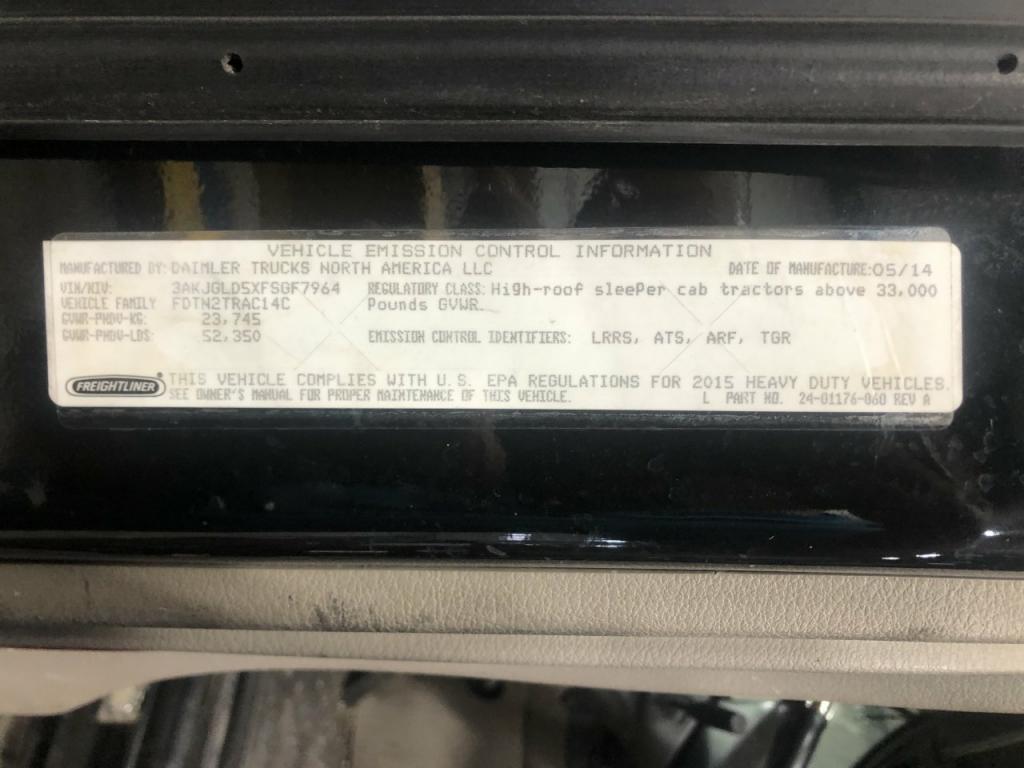 VEHICLE EMISSION CONTROL INFORMATION
MANUFACTURED BY: DAIMLER TRUCKS NORTH AMERICA LLC DATE OF MANUFACTURE: 05/14
VIN/NIV: 3AKJGLD5XFSGF7964 REGULATORY CLASS: High-roof sleeper cab tractors above 33,000
VEHICLE FAMILY FDTN2TRAC14C Pounds GVWR.
GVWR-PNBV-KG: 23,745
GVWR-PNBV-LBS: 52,350 EMISSION CONTROL IDENTIFIERS: LRRS, ATS, ARF, TGR
FREIGHTLINER THIS VEHICLE COMPLIES WITH U.S. EPA REGULATIONS FOR 2015 HEAVY DUTY VEHICLES.
SEE OWNER'S MANUAL FOR PROPER MAINTENANCE OF THIS VEHICLE. L PART NO. 24-01176-060 REV A